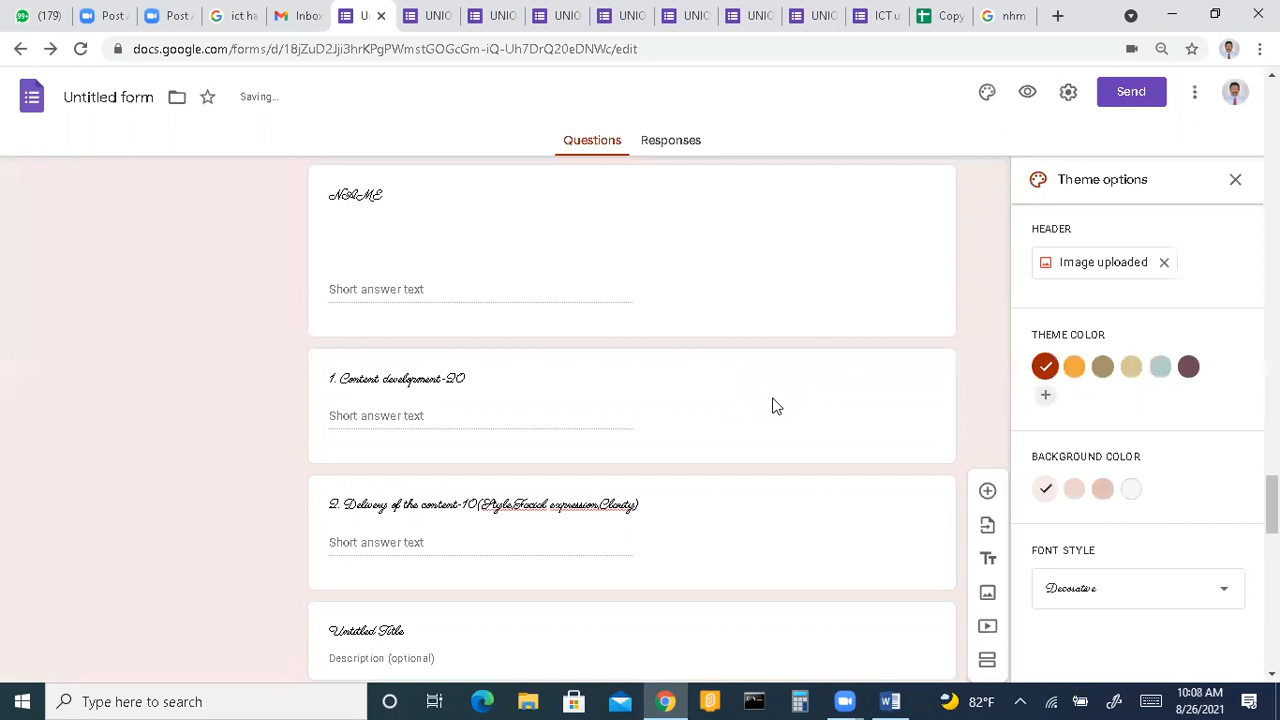 (179)
Post A
Post
ict ha
Inbox
U
UNIC
UNIC
UNIC
UNIC
UNIC
UNIC
UNIC
ICT u
Copy
nhm
docs.google.com/forms/d/18jZuD2Jji3hrKPgPWmstGOGcGm-iQ-Uh7DrQ20eDNWc/edit
Untitled form
Saving...
Send
Questions
Responses
Theme options
NAME
Short answer text
HEADER
Image uploaded
THEME COLOR
1. Content development-20
Short answer text
BACKGROUND COLOR
2. Delivery of the content-10(Style,Facial expression,Clarity)
Short answer text
FONT STYLE
Decorative
Untitled Title
Description (optional)
Type here to search
82°F
10:08 AM
8/26/2021